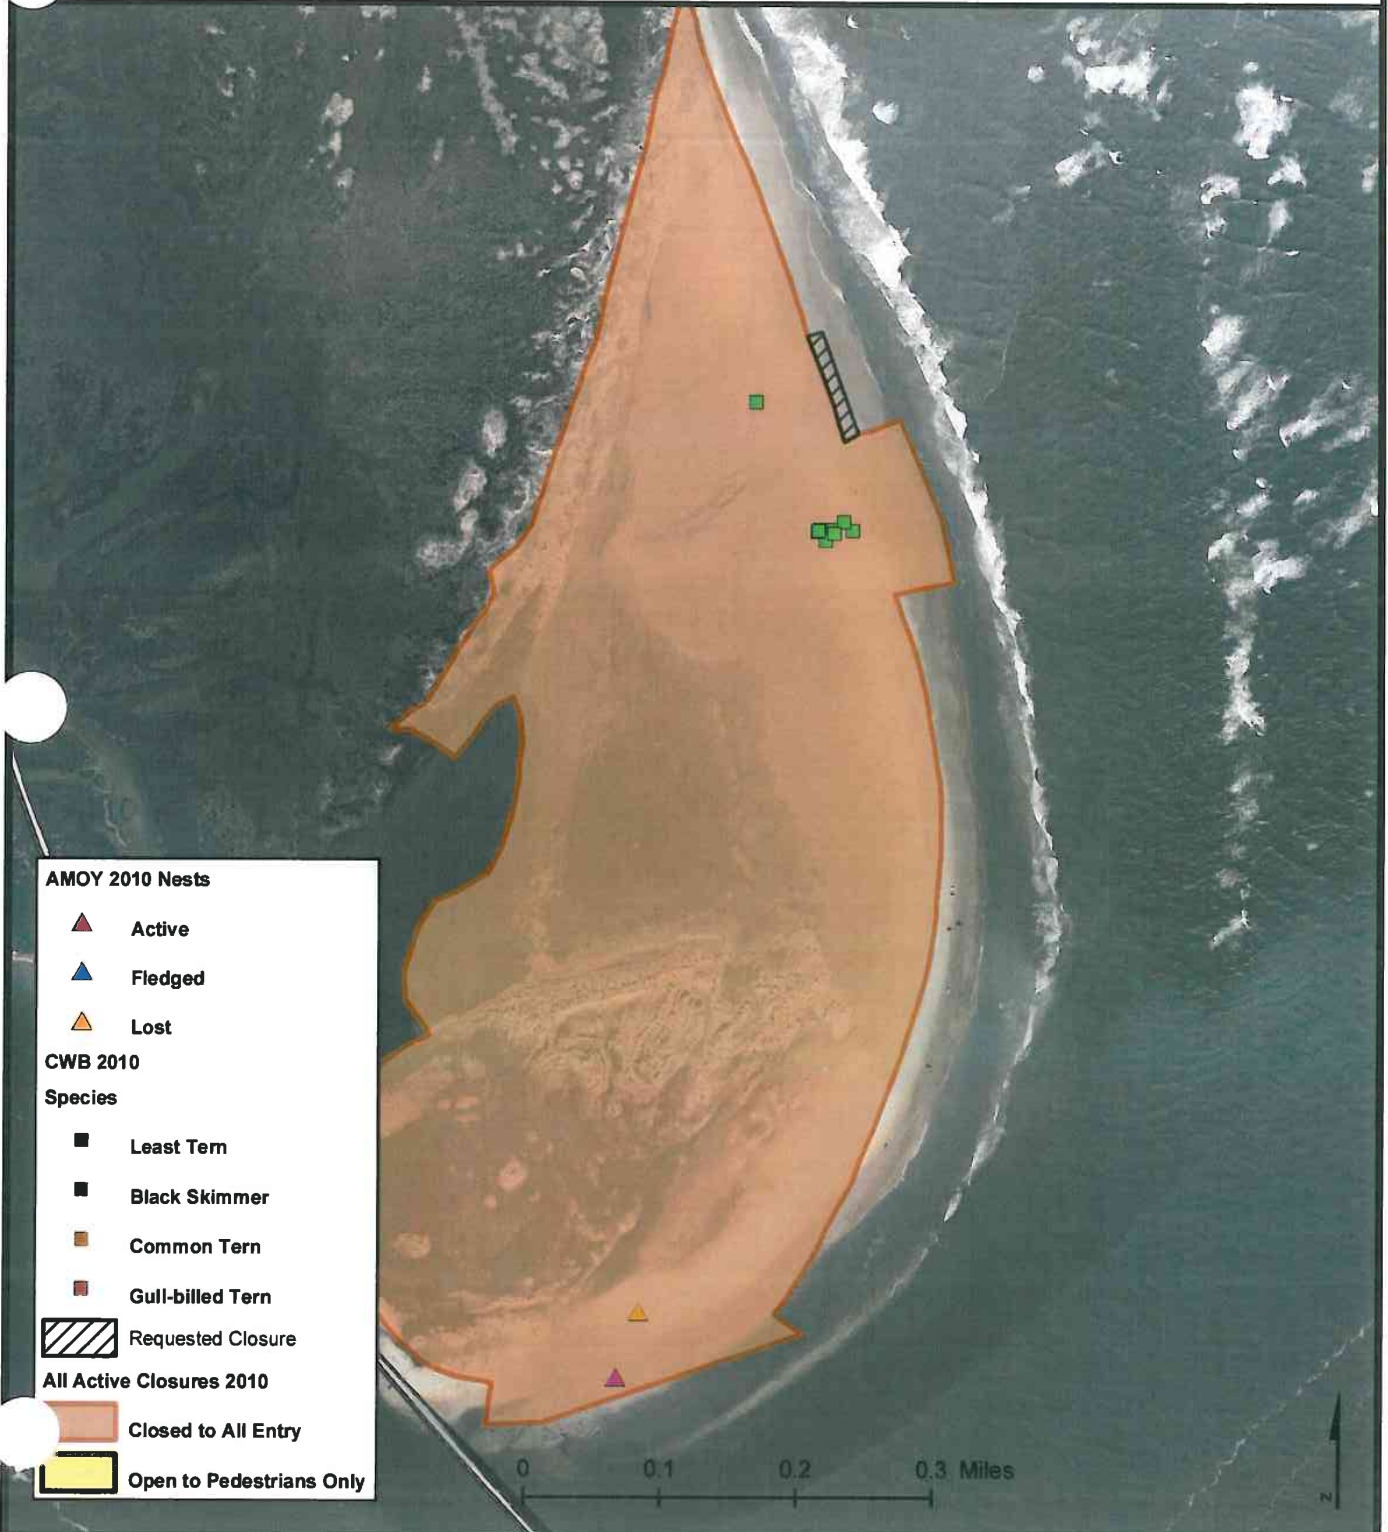 AMOY 2010 Nests
Active
Fledged
Lost
CWB 2010
Species
Least Tern
Black Skimmer
Common Tern
Gull-billed Tern
Requested Closure
All Active Closures 2010
Closed to All Entry
Open to Pedestrians Only
0 0.1 0.2 0.3 Miles
N